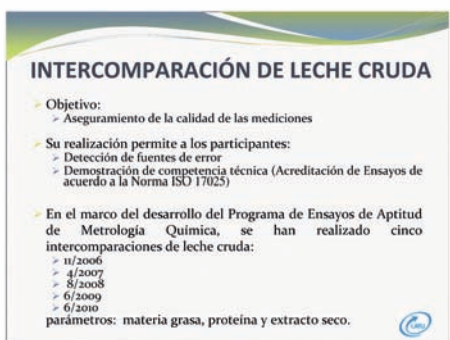 INTERCOMPARACIÓN DE LECHE CRUDA
Objetivo:
Aseguramiento de la calidad de las mediciones
Su realización permite a los participantes:
Detección de fuentes de error
Demostración de competencia técnica (Acreditación de Ensayos de
acuerdo a la Norma ISO 17025)
En el marco del desarrollo del Programa de Ensayos de Aptitud
de Metrología Química, se han realizado cinco
intercomparaciones de leche cruda:
11/2006
4/2007
8/2008
6/2009
6/2010
parámetros: materia grasa, proteína y extracto seco.